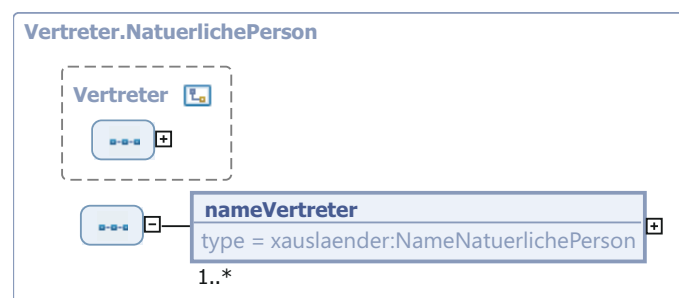 Vertreter.NatuerlichePerson
Vertreter
nameVertreter
type = xauslaender:NameNatuerlichePerson
1..*